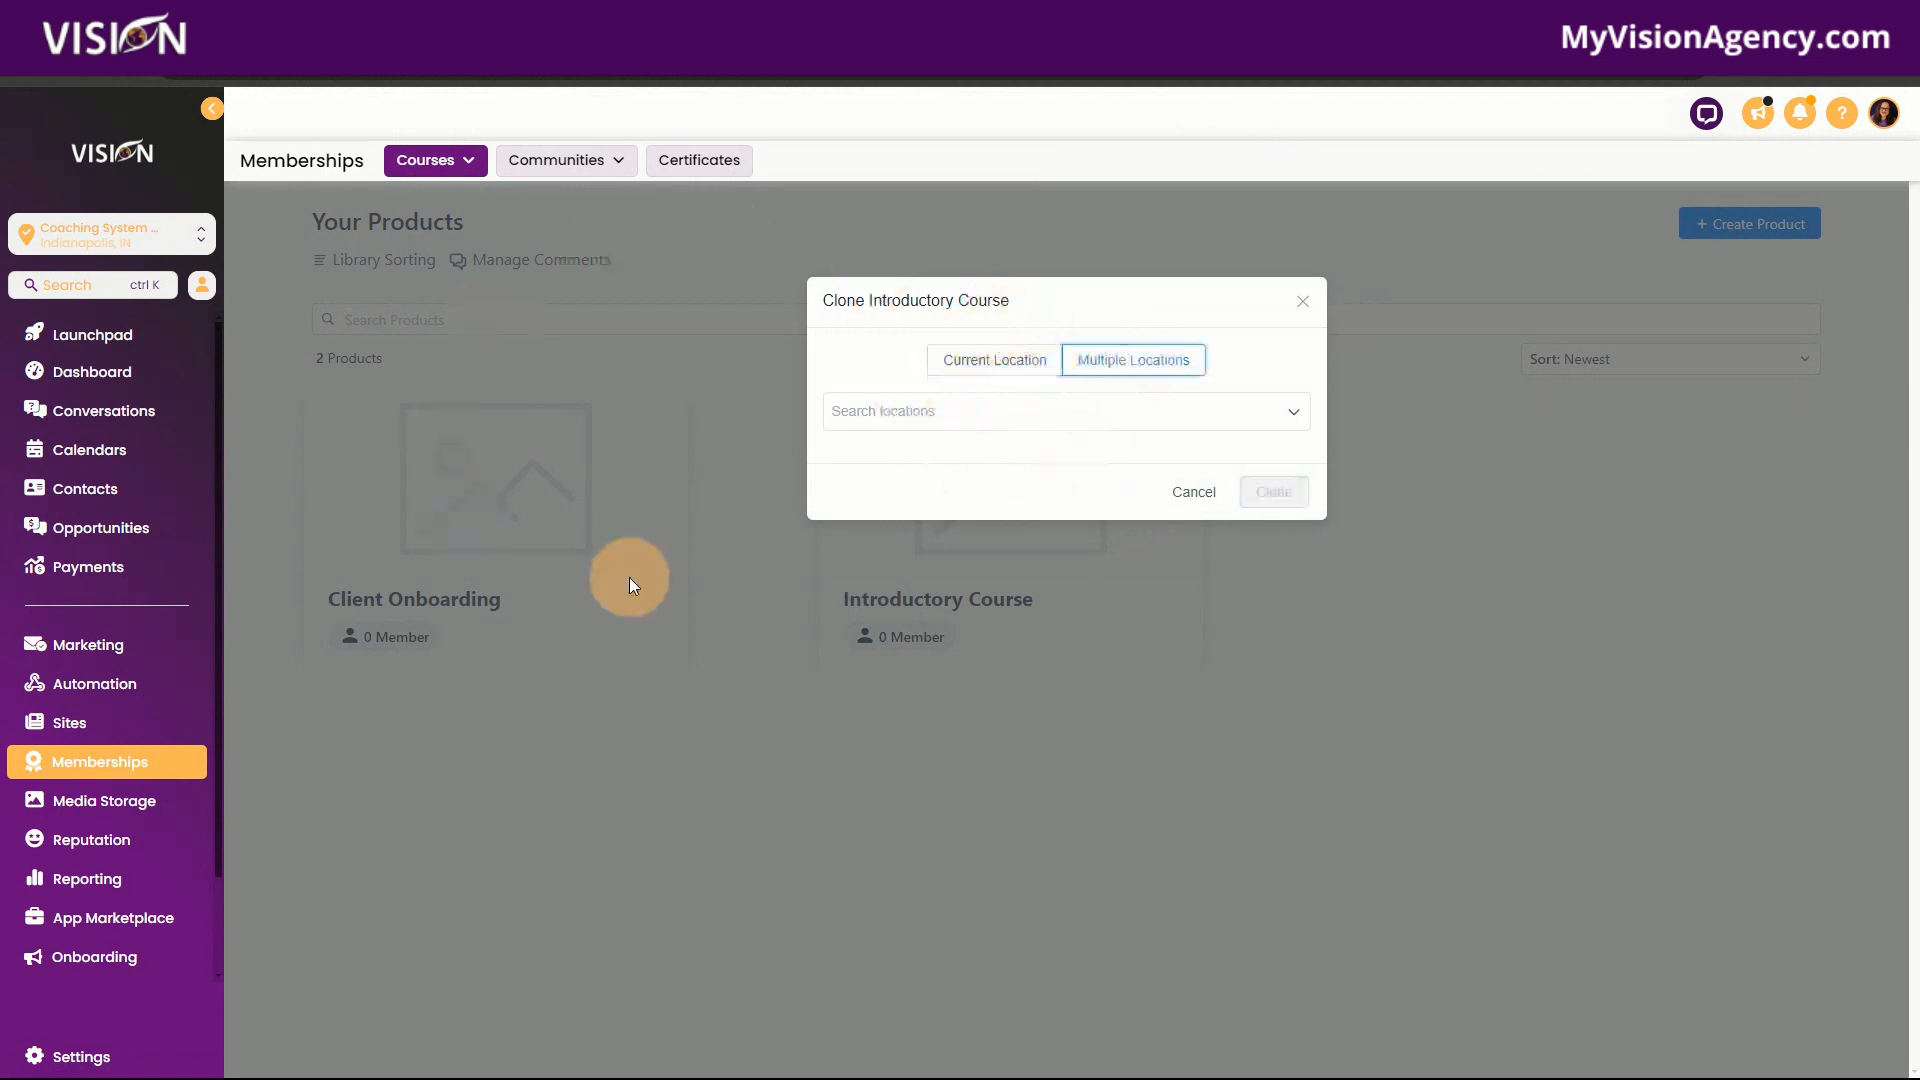 VISION
MyVisionAgency.com
VISION
Memberships
Courses
Communities
Certificates
Coaching System ...
Indianapolis, IN
Search
ctrl K
Launchpad
Dashboard
Conversations
Calendars
Contacts
Opportunities
Payments
Marketing
Automation
Sites
Memberships
Media Storage
Reputation
Reporting
App Marketplace
Onboarding
Settings
Your Products
+ Create Product
Library Sorting
Manage Comments
Search Products
2 Products
Sort: Newest
Clone Introductory Course
Current Location
Multiple Locations
Search locations
Cancel
Clone
Client Onboarding
0 Member
Introductory Course
0 Member